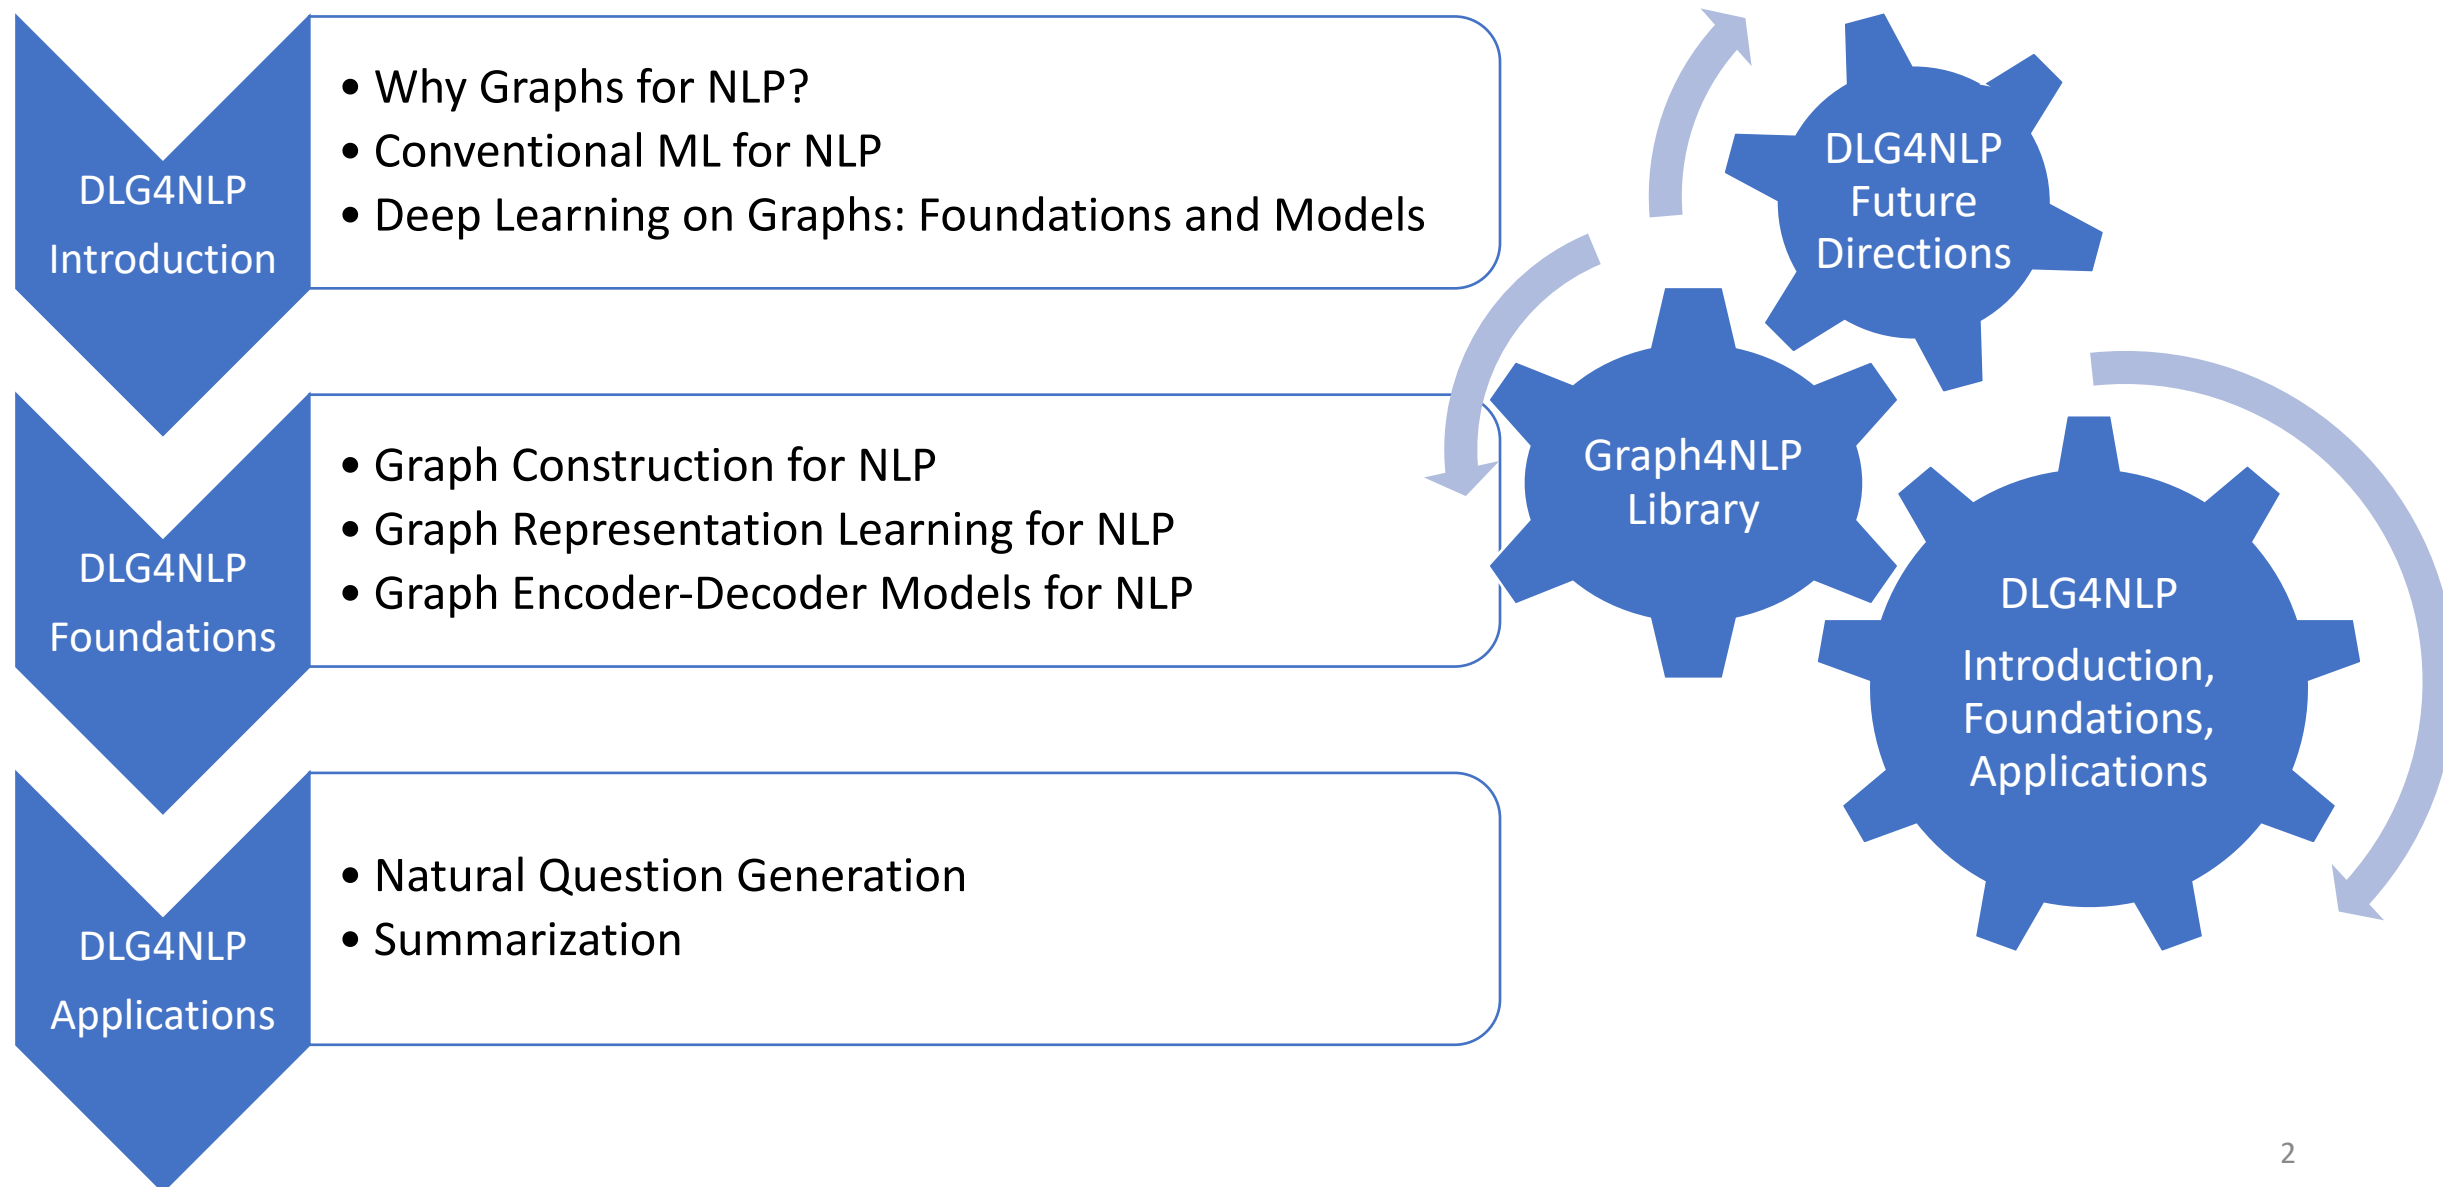 DLG4NLP
Introduction
• Why Graphs for NLP?
• Conventional ML for NLP
• Deep Learning on Graphs: Foundations and Models
DLG4NLP
Foundations
• Graph Construction for NLP
• Graph Representation Learning for NLP
• Graph Encoder-Decoder Models for NLP
DLG4NLP
Applications
• Natural Question Generation
• Summarization
DLG4NLP
Future
Directions
Graph4NLP
Library
DLG4NLP
Introduction,
Foundations,
Applications
2